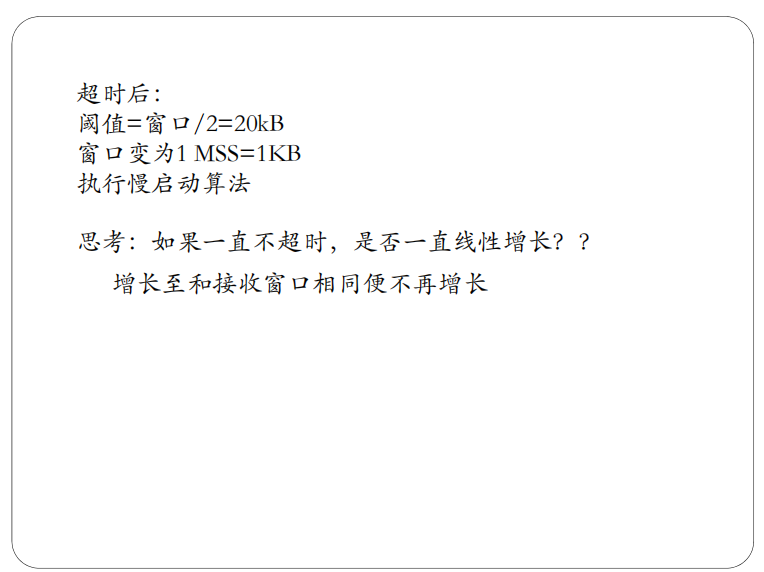 超时后：
阈值=窗口/2=20kB
窗口变为1 MSS=1KB
执行慢启动算法
思考：如果一直不超时，是否一直线性增长？？
增长至和接收窗口相同便不再增长